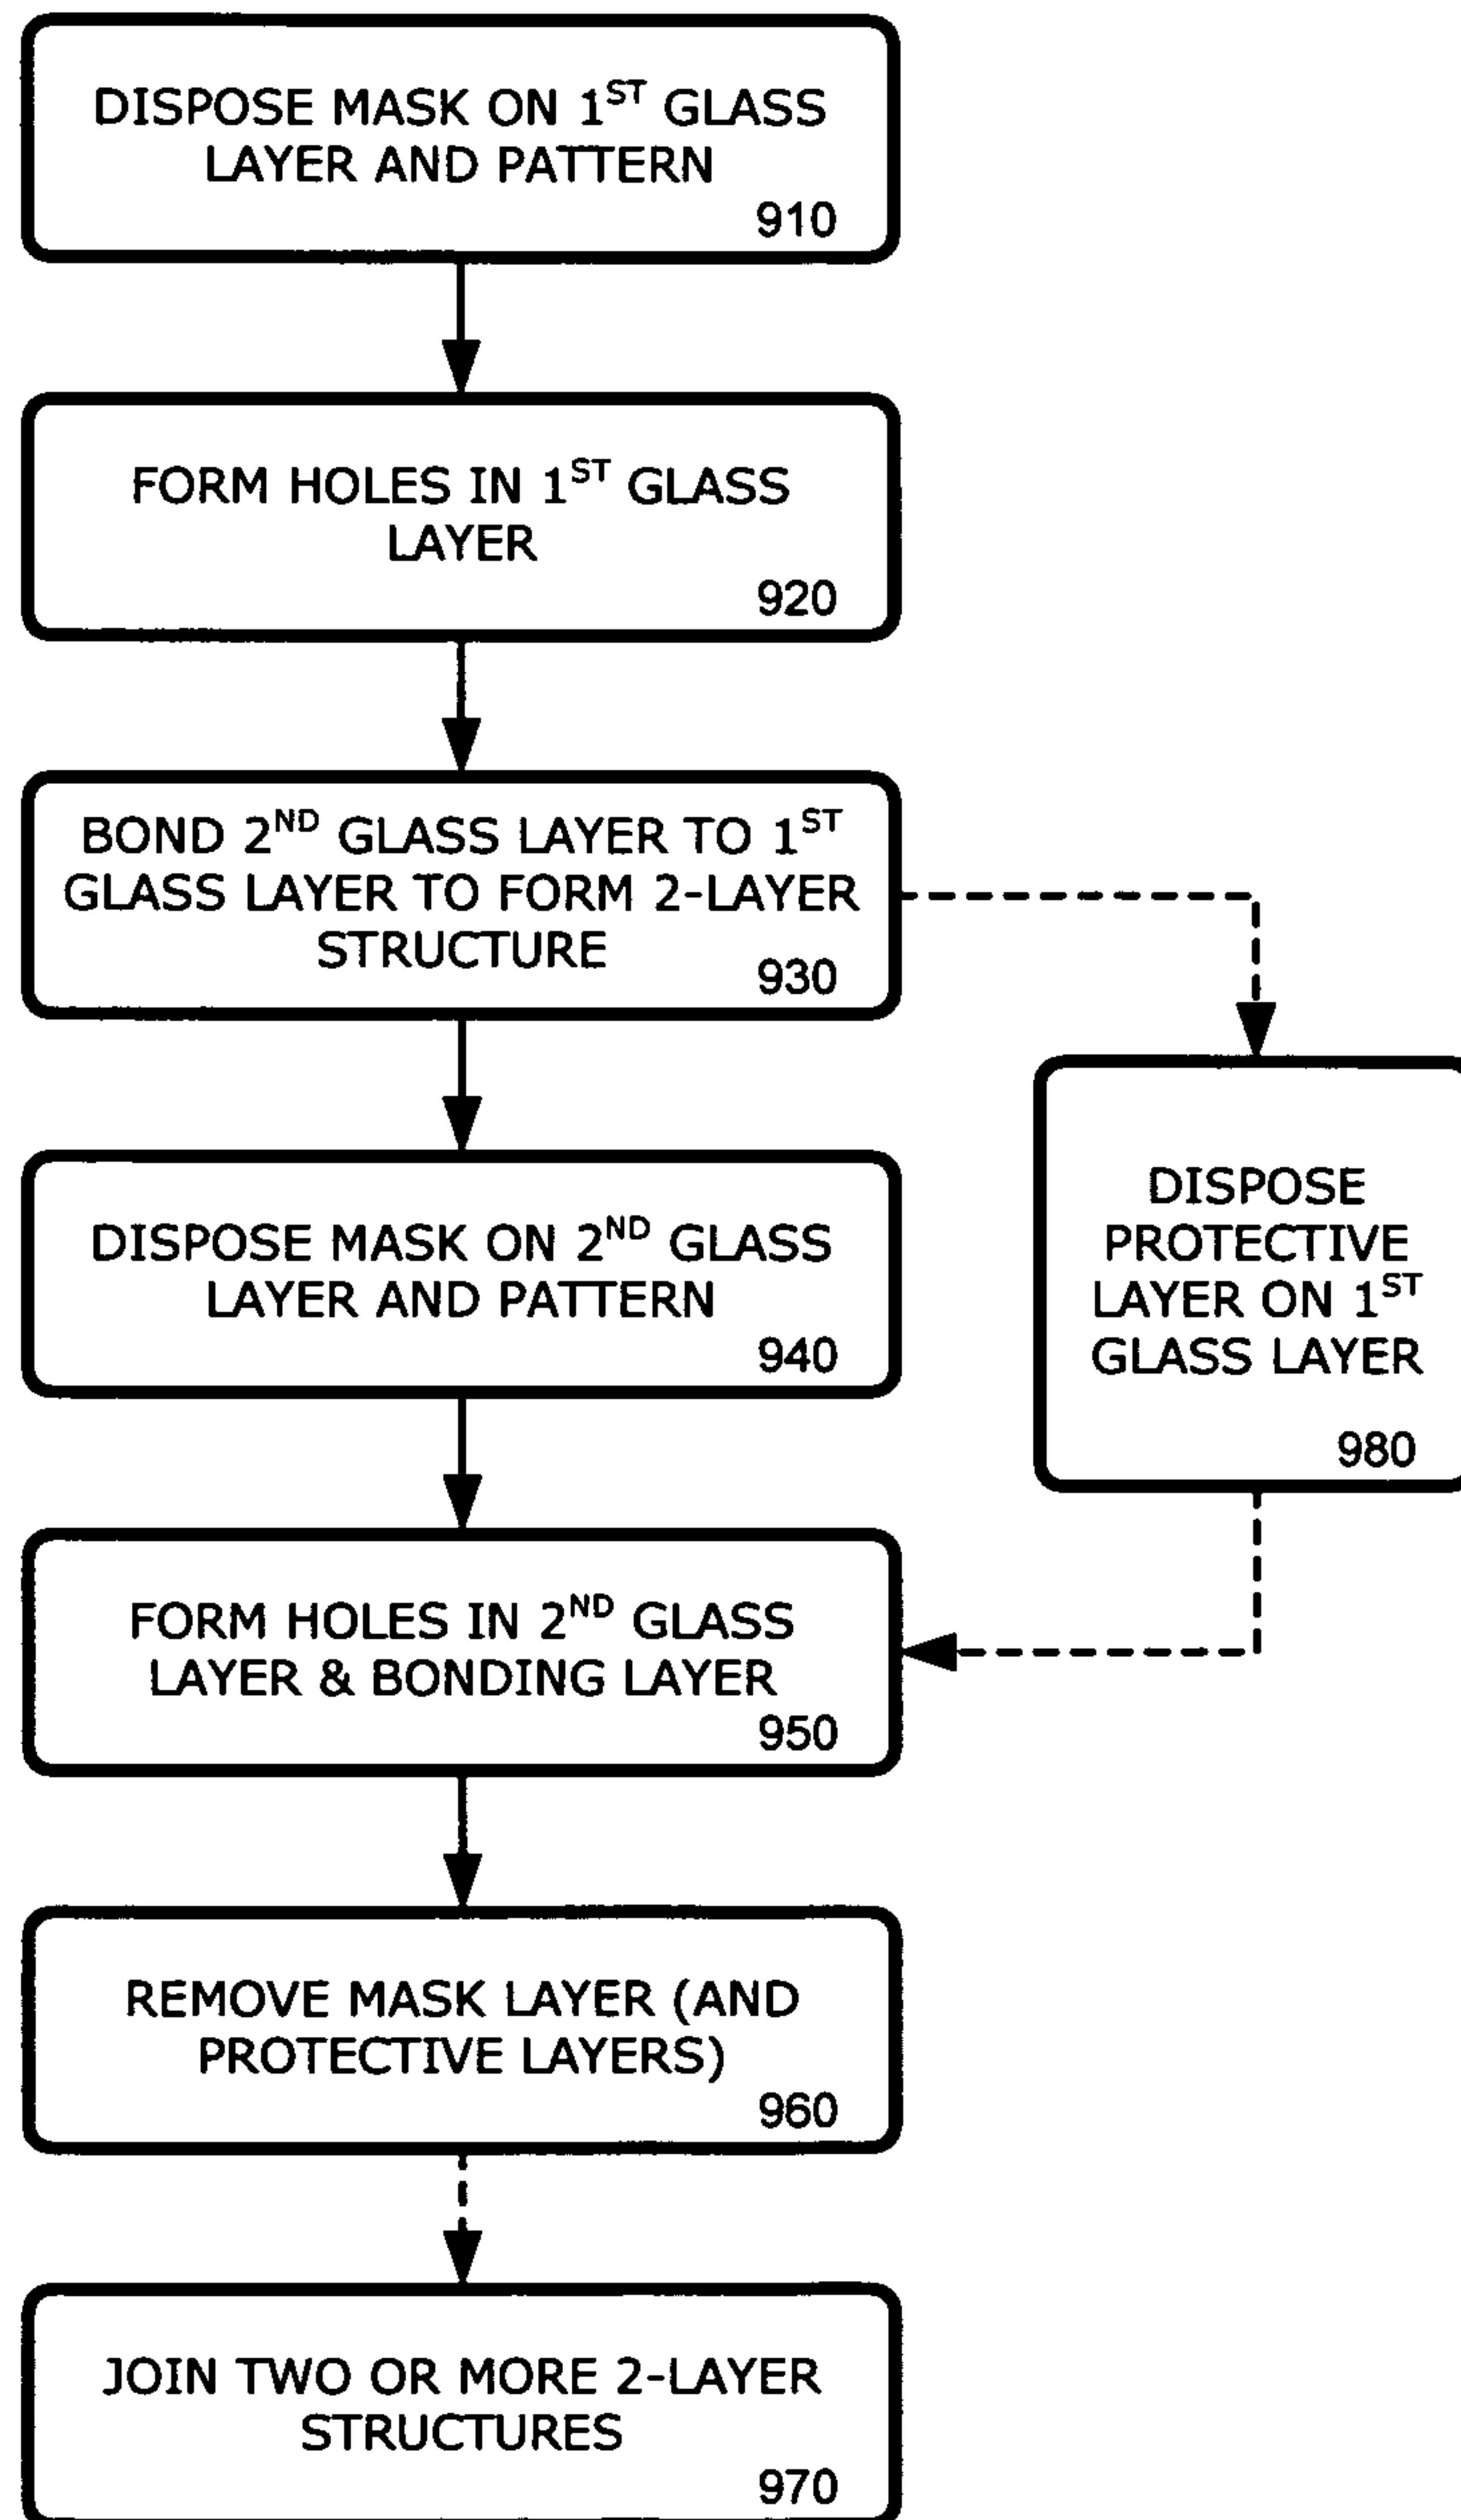 DISPOSE MASK ON 1ST GLASS
LAYER AND PATTERN
910
FORM HOLES IN 1ST GLASS
LAYER
920
BOND 2ND GLASS LAYER TO 1ST
GLASS LAYER TO FORM 2-LAYER
STRUCTURE
930
DISPOSE MASK ON 2ND GLASS
LAYER AND PATTERN
940
DISPOSE
PROTECTIVE
LAYER ON 1ST
GLASS LAYER
980
FORM HOLES IN 2ND GLASS
LAYER & BONDING LAYER
950
REMOVE MASK LAYER (AND
PROTECTIVE LAYERS)
960
JOIN TWO OR MORE 2-LAYER
STRUCTURES
970